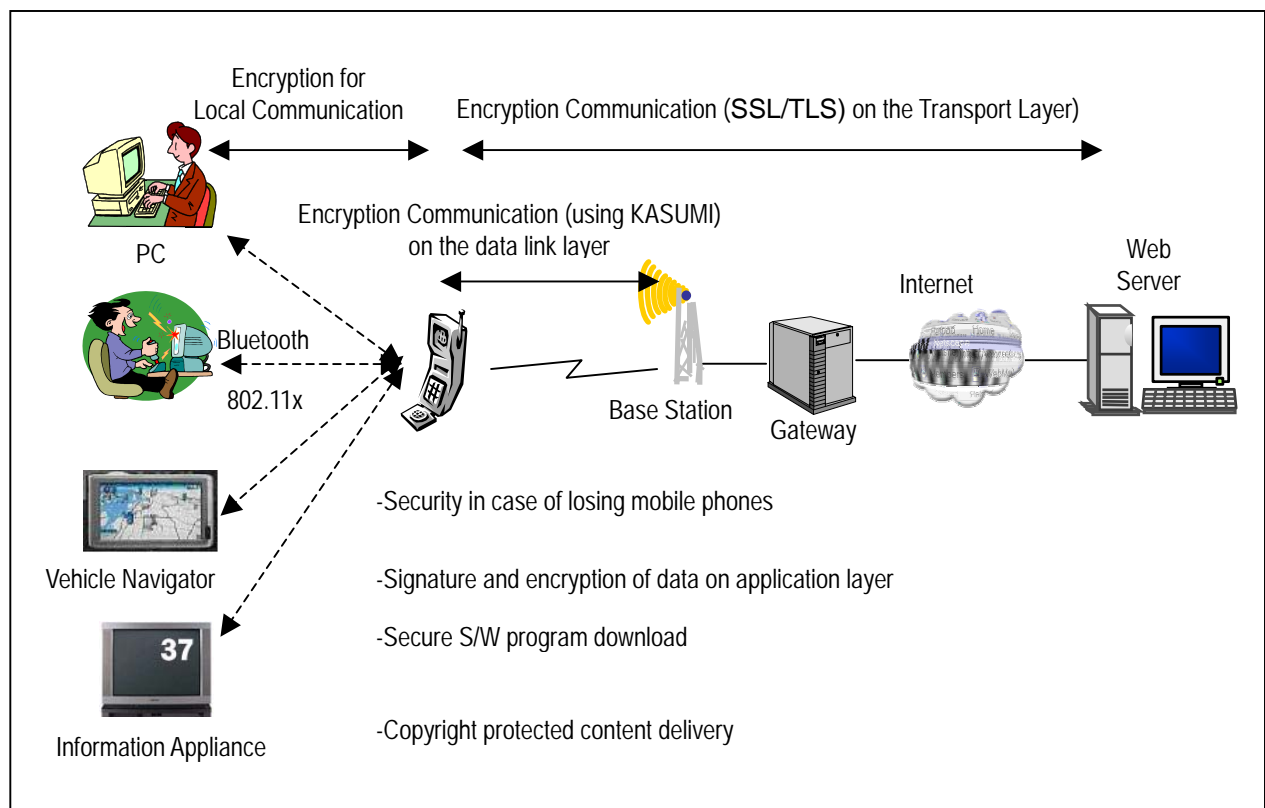 Encryption for
Local Communication
Encryption Communication (SSL/TLS) on the Transport Layer)
Encryption Communication (using KASUMI)
on the data link layer
PC
Web
Server
Internet
Bluetooth
802.11x
Base Station
Gateway
-Security in case of losing mobile phones
Vehicle Navigator
-Signature and encryption of data on application layer
-Secure S/W program download
37
-Copyright protected content delivery
Information Appliance